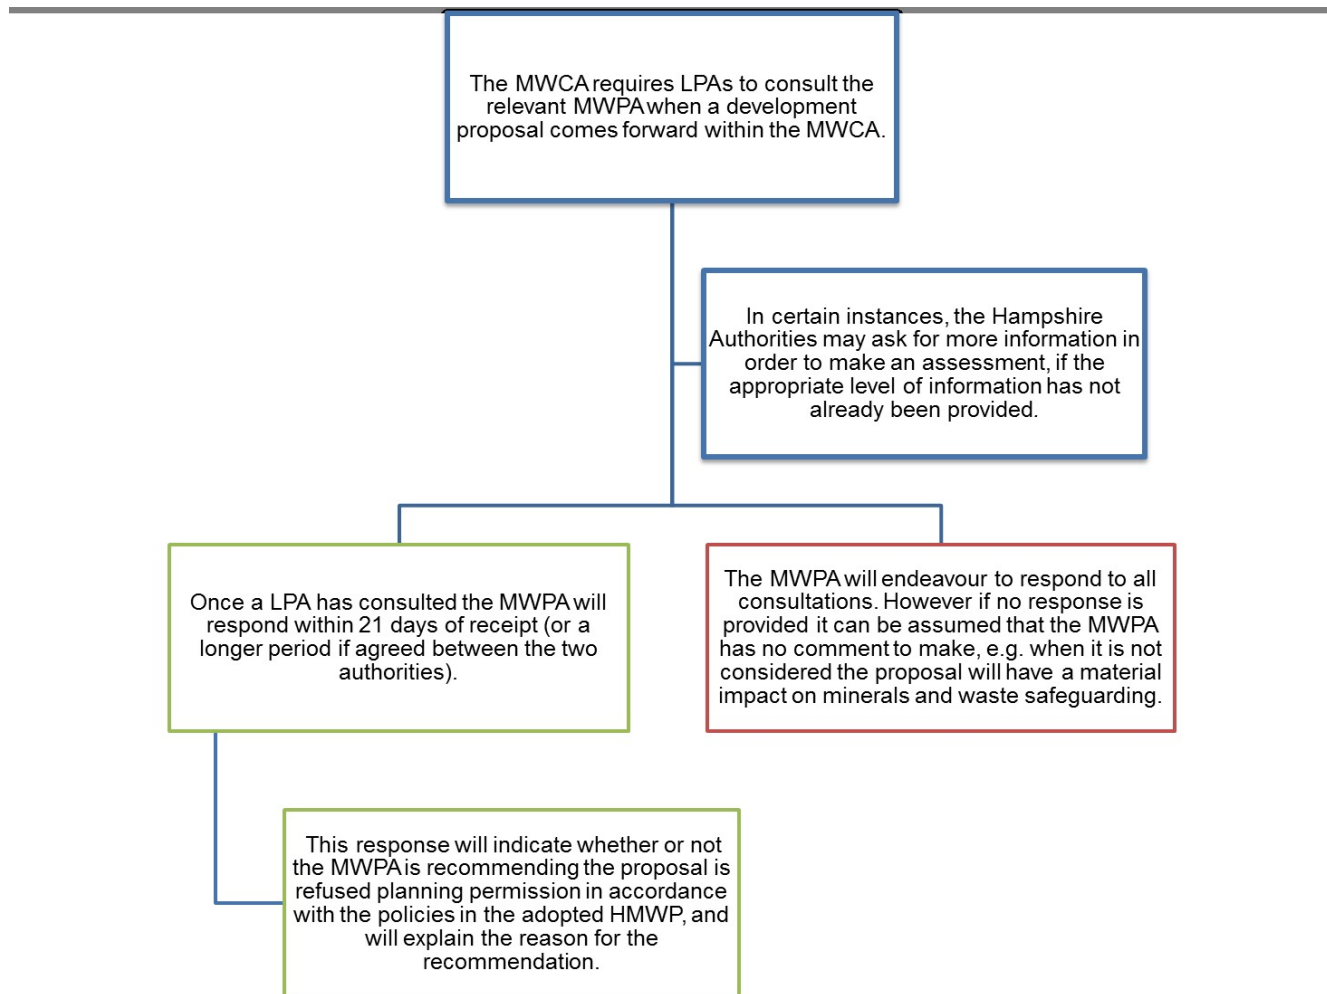 The MWCA requires LPAs to consult the
relevant MWPA when a development
proposal comes forward within the MWCA.
In certain instances, the Hampshire
Authorities may ask for more information in
order to make an assessment, if the
appropriate level of information has not
already been provided.
Once a LPA has consulted the MWPA will
respond within 21 days of receipt (or a
longer period if agreed between the two
authorities).
The MWPA will endeavour to respond to all
consultations. However if no response is
provided it can be assumed that the MWPA
has no comment to make, e.g. when it is not
considered the proposal will have a material
impact on minerals and waste safeguarding.
This response will indicate whether or not
the MWPA is recommending the proposal is
refused planning permission in accordance
with the policies in the adopted HMWP, and
will explain the reason for the
recommendation.